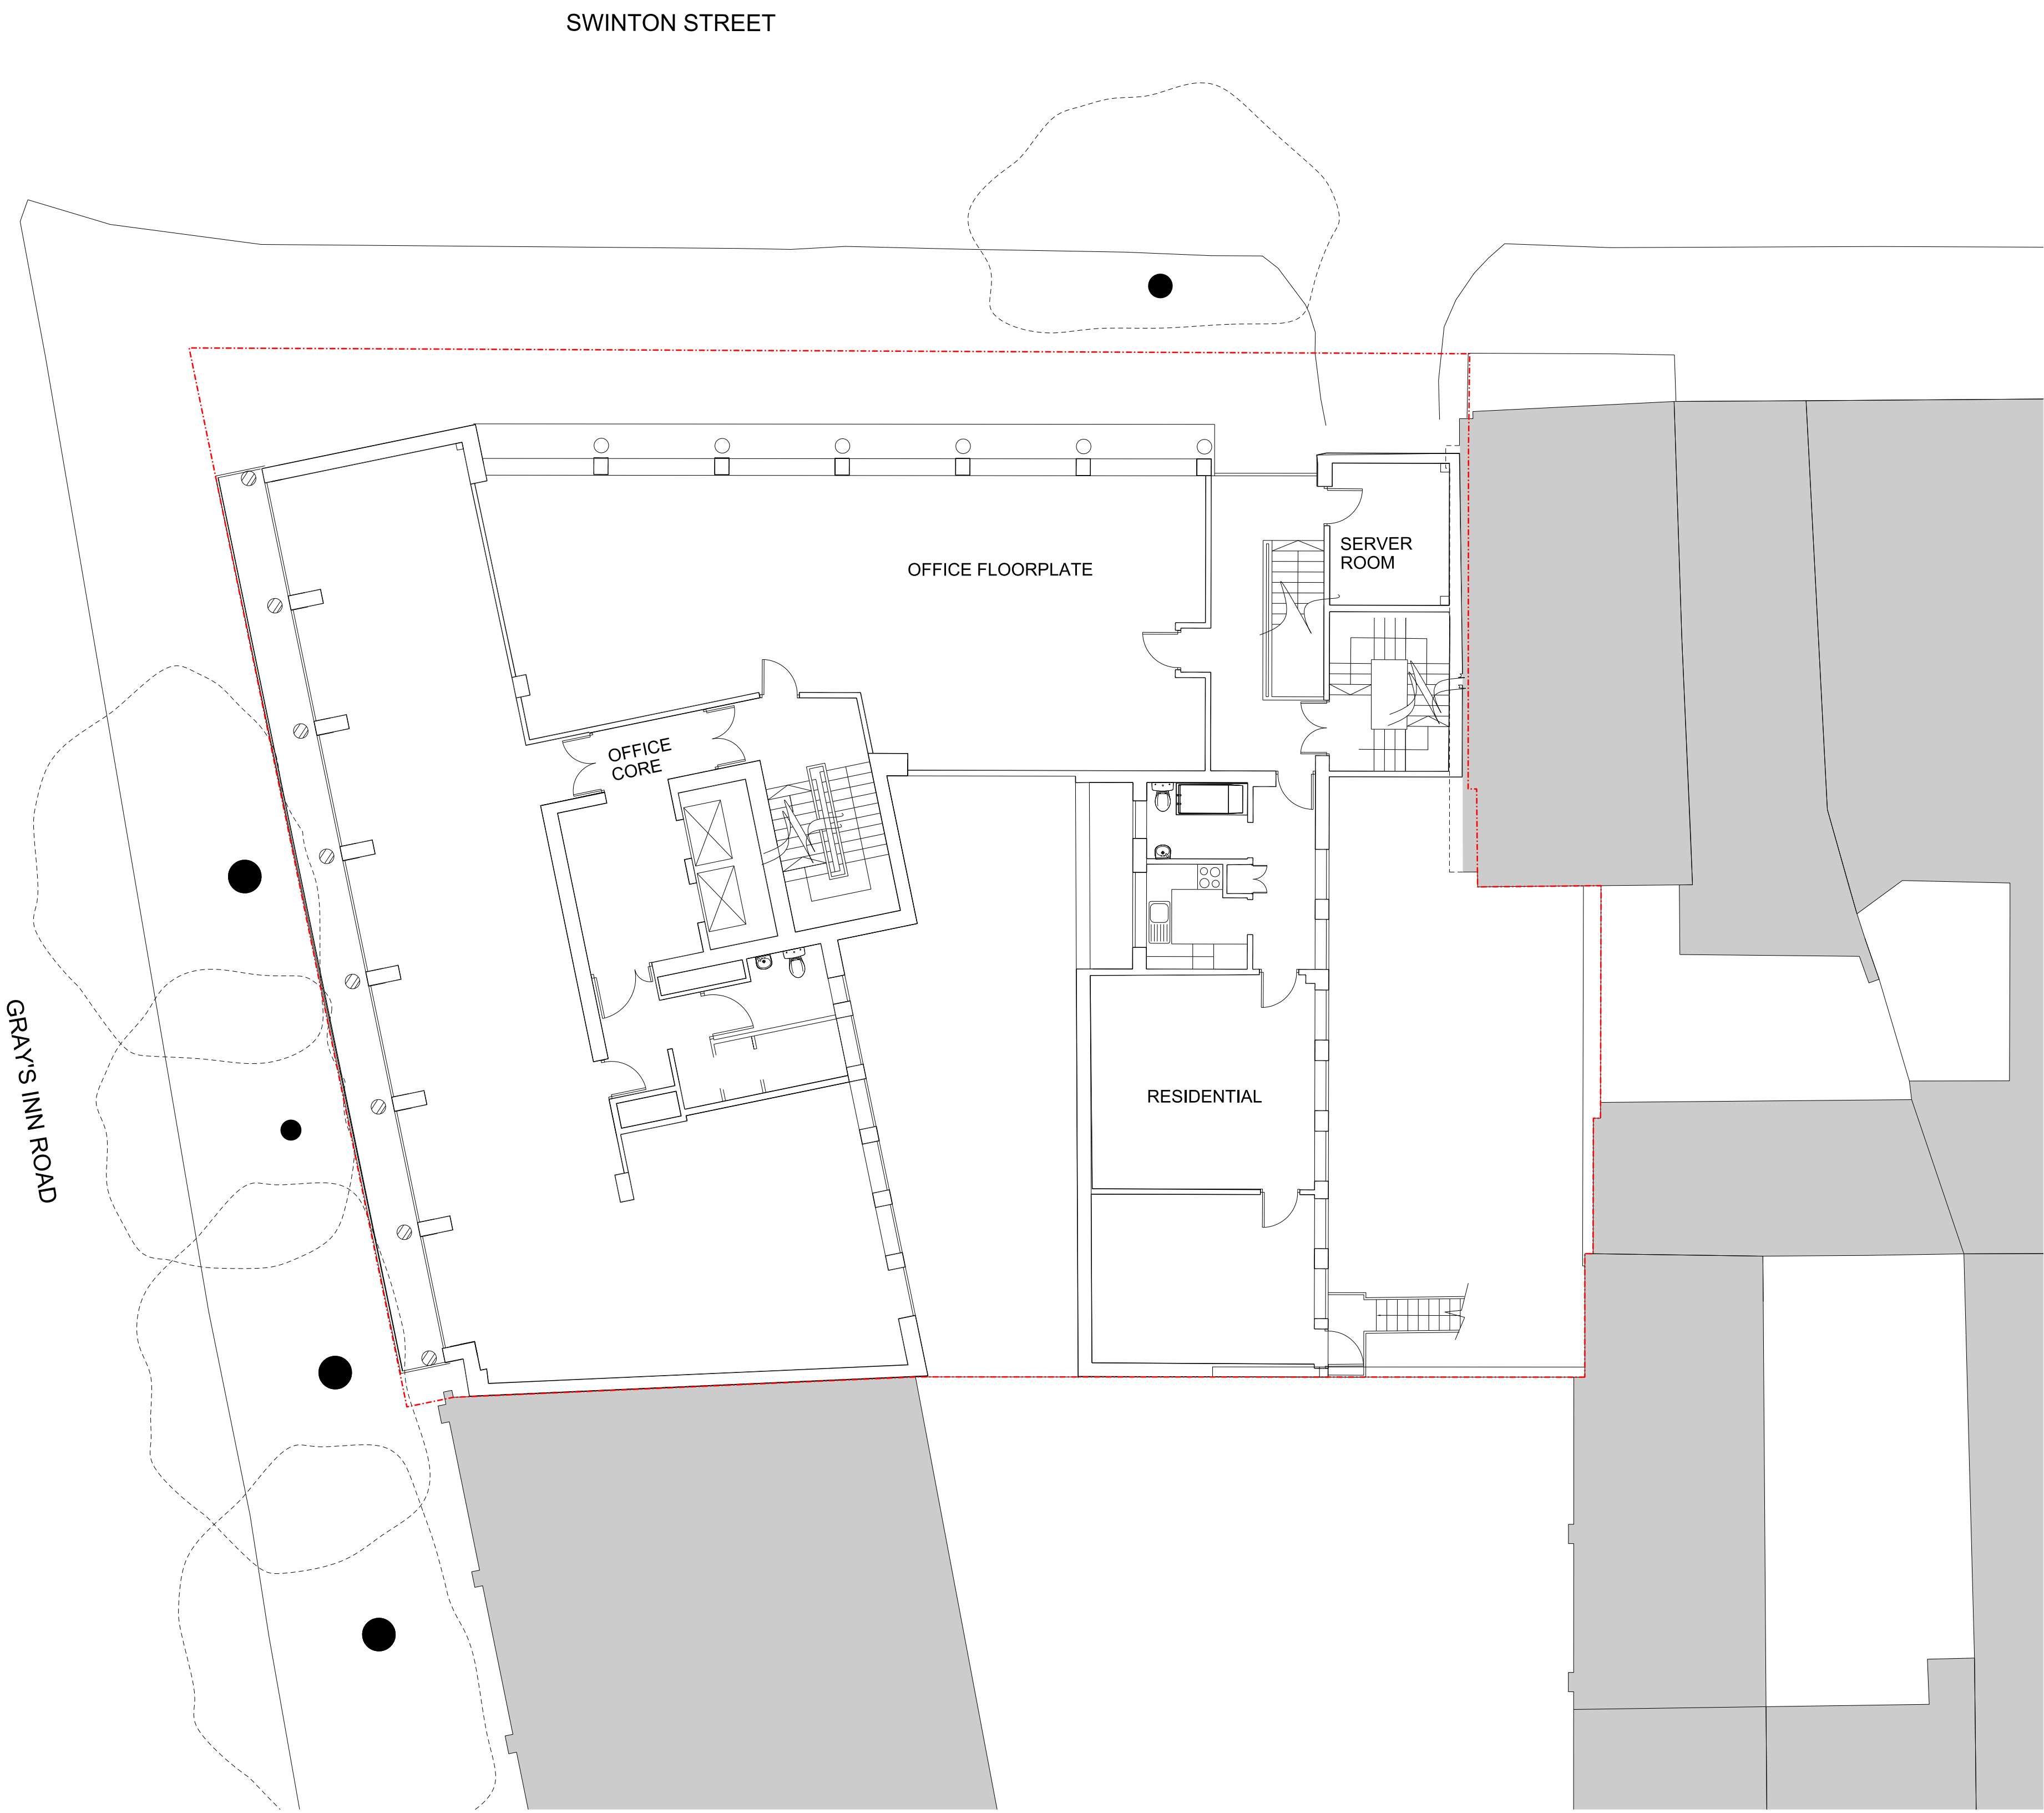 SWINTON STREET
SERVER
ROOM
OFFICE FLOORPLATE
OFFICE
CORE
GRAY'S INN ROAD
RESIDENTIAL